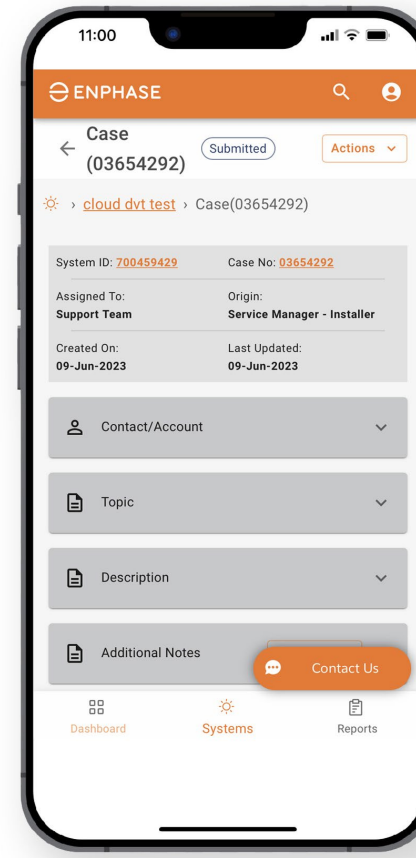 11:00
ENPHASE
Case
(03654292)
Submitted
Actions
cloud dvt test › Case(03654292)
System ID: 700459429 Case No: 03654292
Assigned To: Origin:
Support Team Service Manager - Installer
Created On: Last Updated:
09-Jun-2023 09-Jun-2023
Contact/Account
Topic
Description
Additional Notes
Contact Us
Dashboard Systems Reports